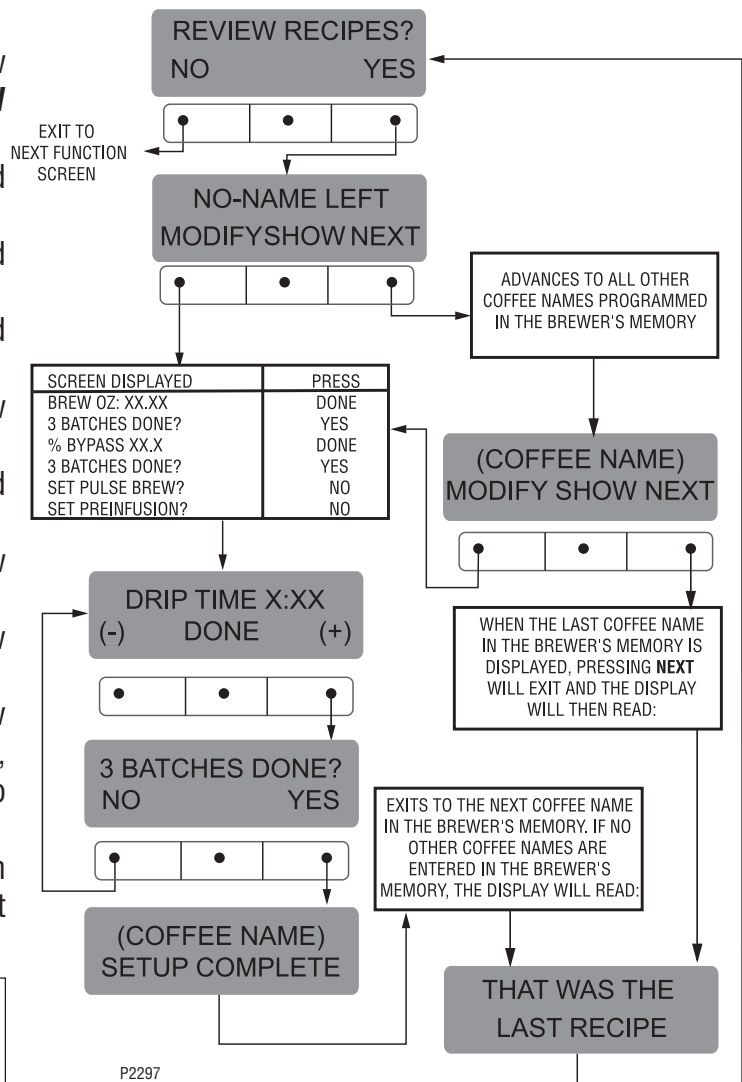 REVIEW RECIPES?
NO YES
EXIT TO
NEXT FUNCTION
SCREEN
NO-NAME LEFT
MODIFYSHOW NEXT
ADVANCES TO ALL OTHER
COFFEE NAMES PROGRAMMED
IN THE BREWER'S MEMORY
SCREEN DISPLAYED PRESS
BREW OZ: XX.XX DONE
3 BATCHES DONE? YES
% BYPASS XX.X DONE
3 BATCHES DONE? YES
SET PULSE BREW? NO
SET PREINFUSION? NO
(COFFEE NAME)
MODIFY SHOW NEXT
DRIP TIME X:XX
(-) DONE (+)
WHEN THE LAST COFFEE NAME
IN THE BREWER'S MEMORY IS
DISPLAYED, PRESSING NEXT
WILL EXIT AND THE DISPLAY
WILL THEN READ:
3 BATCHES DONE?
NO YES
EXITS TO THE NEXT COFFEE NAME
IN THE BREWER'S MEMORY. IF NO
OTHER COFFEE NAMES ARE
ENTERED IN THE BREWER'S
MEMORY, THE DISPLAY WILL READ:
(COFFEE NAME)
SETUP COMPLETE
THAT WAS THE
LAST RECIPE
P2297